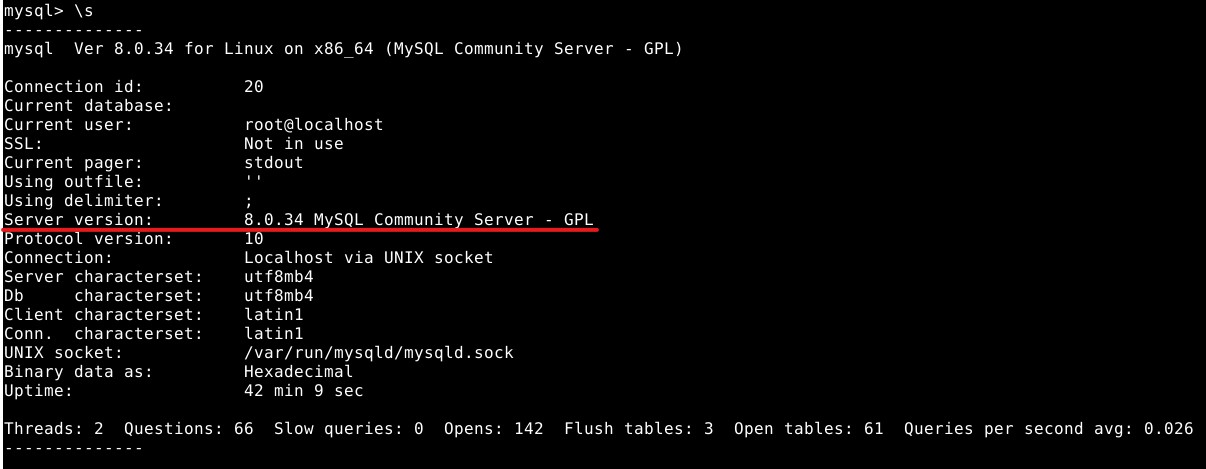 mysql> \s
--------------
mysql  Ver 8.0.34 for Linux on x86_64 (MySQL Community Server - GPL)

Connection id:          20
Current database:
Current user:           root@localhost
SSL:                    Not in use
Current pager:          stdout
Using outfile:          ''
Using delimiter:        ;
Server version:         8.0.34 MySQL Community Server - GPL
Protocol version:       10
Connection:             Localhost via UNIX socket
Server characterset:    utf8mb4
Db     characterset:    utf8mb4
Client characterset:    latin1
Conn.  characterset:    latin1
UNIX socket:            /var/run/mysqld/mysqld.sock
Binary data as:         Hexadecimal
Uptime:                 42 min 9 sec

Threads: 2  Questions: 66  Slow queries: 0  Opens: 142  Flush tables: 3  Open tables: 61  Queries per second avg: 0.026
--------------